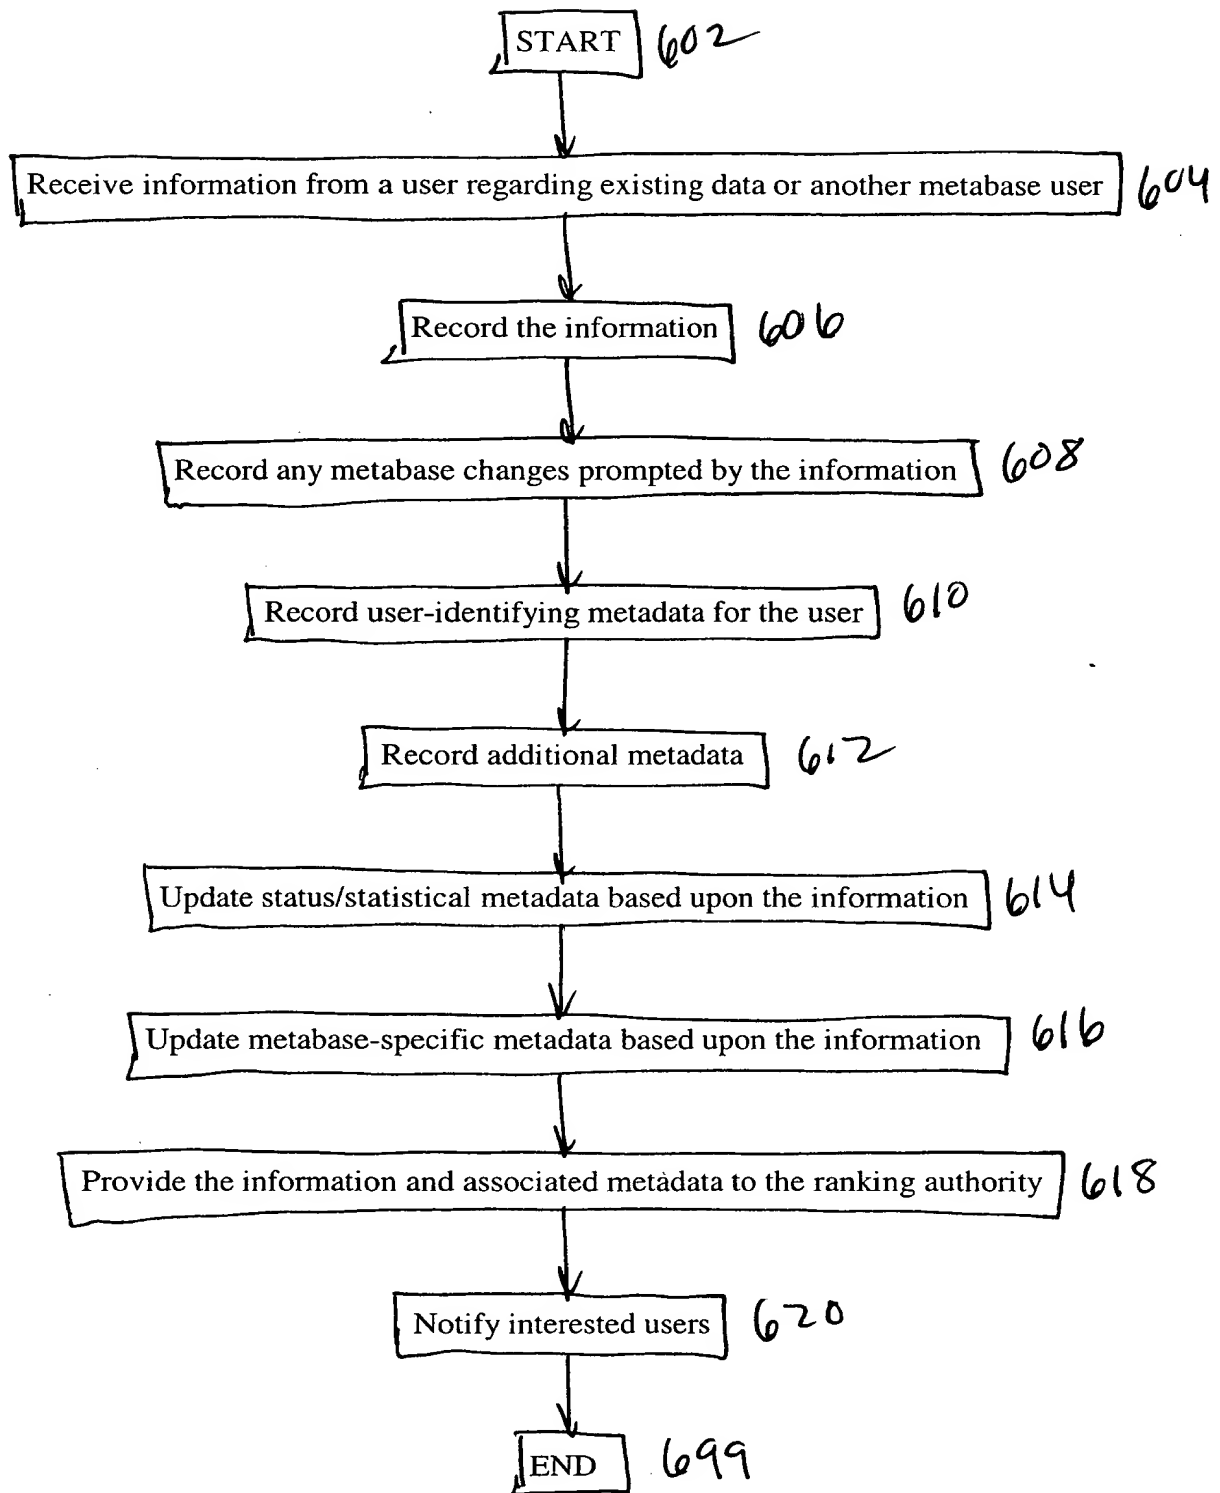 START 602
Receive information from a user regarding existing data or another metabase user 604
Record the information 606
Record any metabase changes prompted by the information 608
Record user-identifying metadata for the user 610
Record additional metadata 612
Update status/statistical metadata based upon the information 614
Update metabase-specific metadata based upon the information 616
Provide the information and associated metadata to the ranking authority 618
Notify interested users 620
END 699